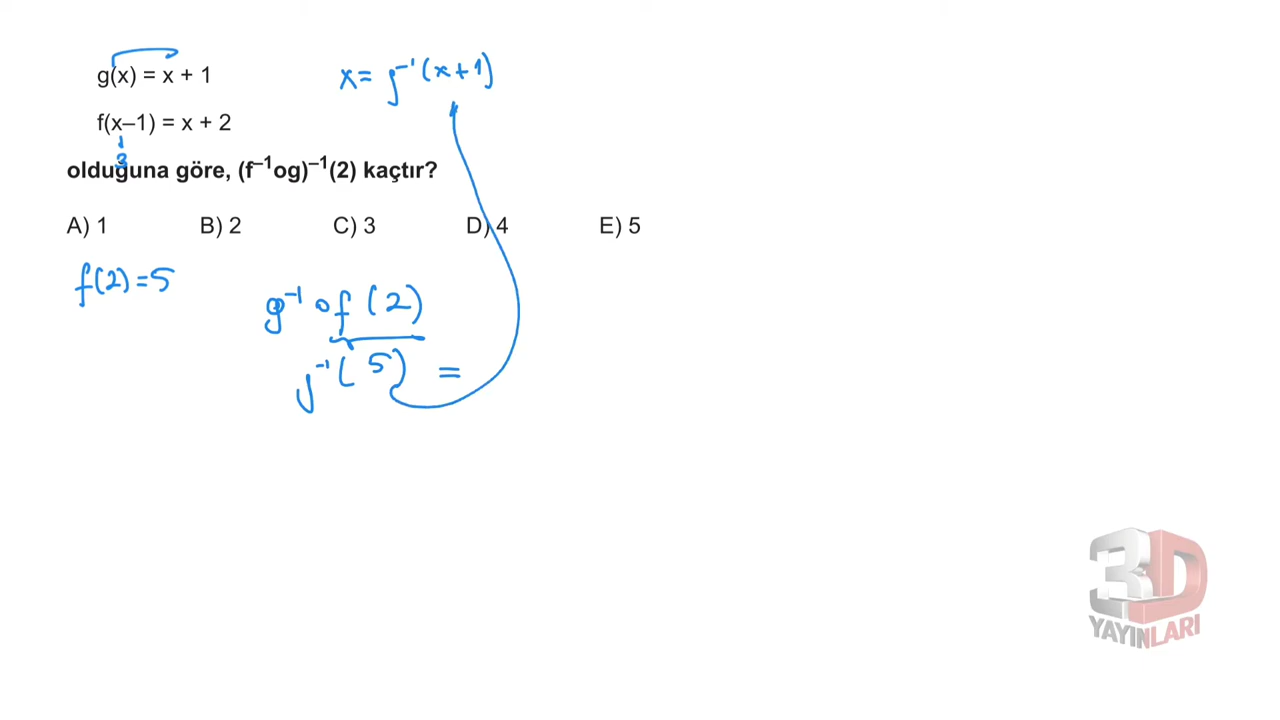 g(x) = x + 1
x = g⁻¹(x+1)
f(x–1) = x + 2
3
olduğuna göre, (f⁻¹og)⁻¹(2) kaçtır?
A) 1 B) 2 C) 3 D) 4 E) 5
f(2)=5
g⁻¹ o f (2)
g⁻¹(5) =
3D
YAYINLARI